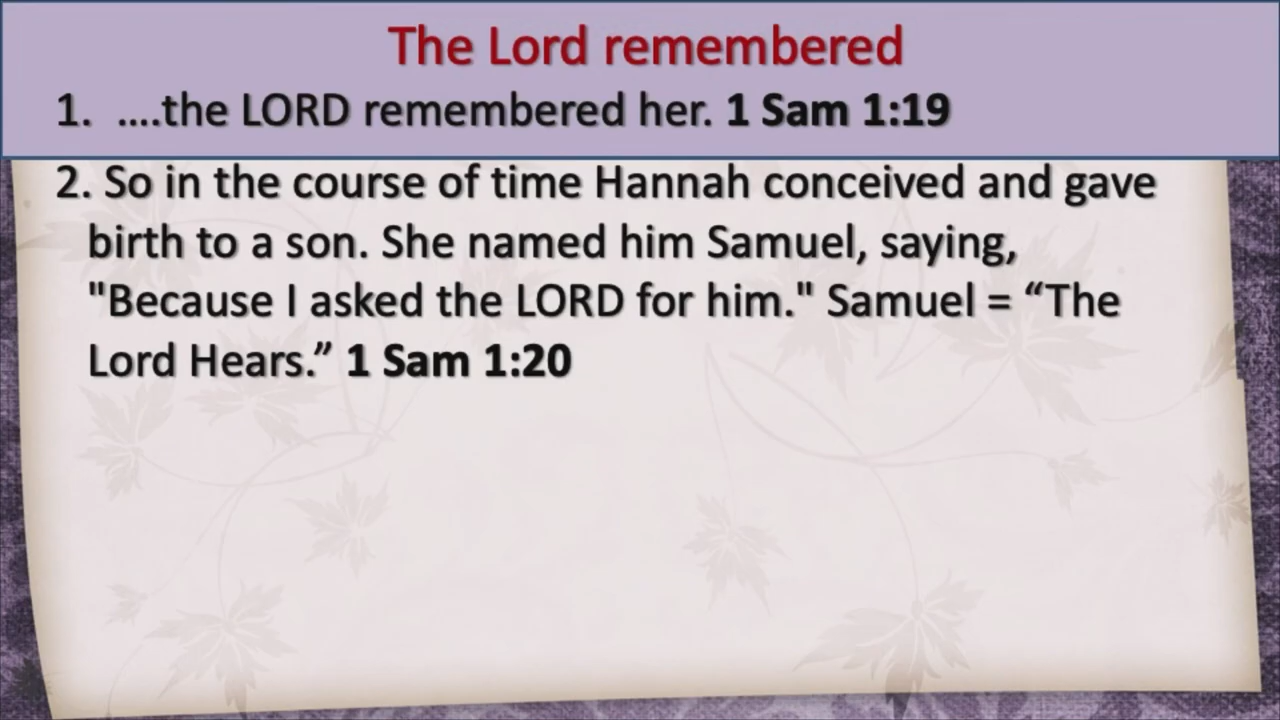 The Lord remembered
1. ....the LORD remembered her. 1 Sam 1:19
2. So in the course of time Hannah conceived and gave
birth to a son. She named him Samuel, saying,
"Because I asked the LORD for him." Samuel = “The
Lord Hears.” 1 Sam 1:20